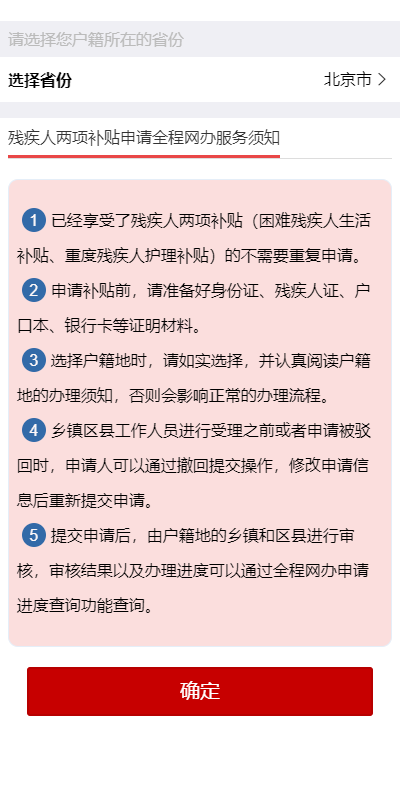 请选择您户籍所在的省份
选择省份 北京市
残疾人两项补贴申请全程网办服务须知
1 已经享受了残疾人两项补贴（困难残疾人生活
补贴、重度残疾人护理补贴）的不需要重复申请。
2 申请补贴前，请准备好身份证、残疾人证、户
口本、银行卡等证明材料。
3 选择户籍地时，请如实选择，并认真阅读户籍
地的办理须知，否则会影响正常的办理流程。
4 乡镇区县工作人员进行受理之前或者申请被驳
回时，申请人可以通过撤回提交操作，修改申请信
息后重新提交申请。
5 提交申请后，由户籍地的乡镇和区县进行审
核，审核结果以及办理进度可以通过全程网办申请
进度查询功能查询。
确定